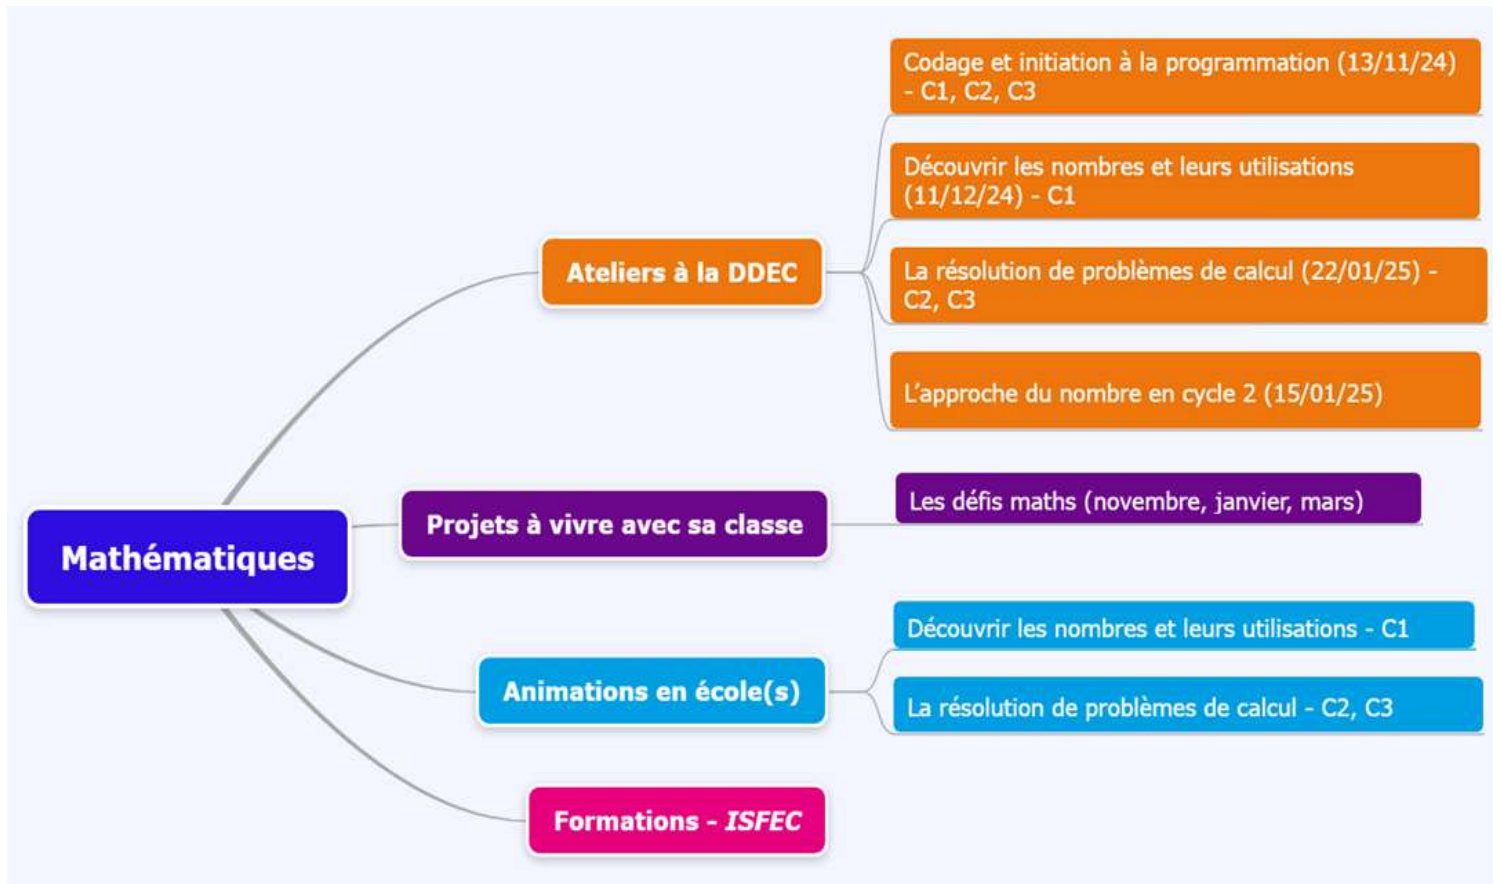 Codage et initiation à la programmation (13/11/24)
- C1, C2, C3
Découvrir les nombres et leurs utilisations
(11/12/24) - C1
Ateliers à la DDEC
La résolution de problèmes de calcul (22/01/25) -
C2, C3
L’approche du nombre en cycle 2 (15/01/25)
Mathématiques
Projets à vivre avec sa classe
Les défis maths (novembre, janvier, mars)
Animations en école(s)
Découvrir les nombres et leurs utilisations - C1
La résolution de problèmes de calcul - C2, C3
Formations - ISFEC